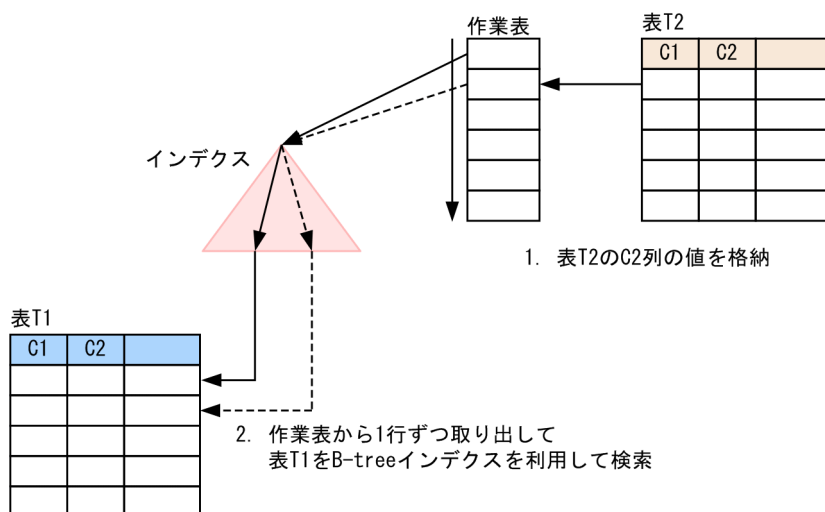 作業表
表T2
C1 C2
インデクス
1. 表T2のC2列の値を格納
表T1
C1 C2
2. 作業表から1行ずつ取り出して
表T1をB-treeインデクスを利用して検索